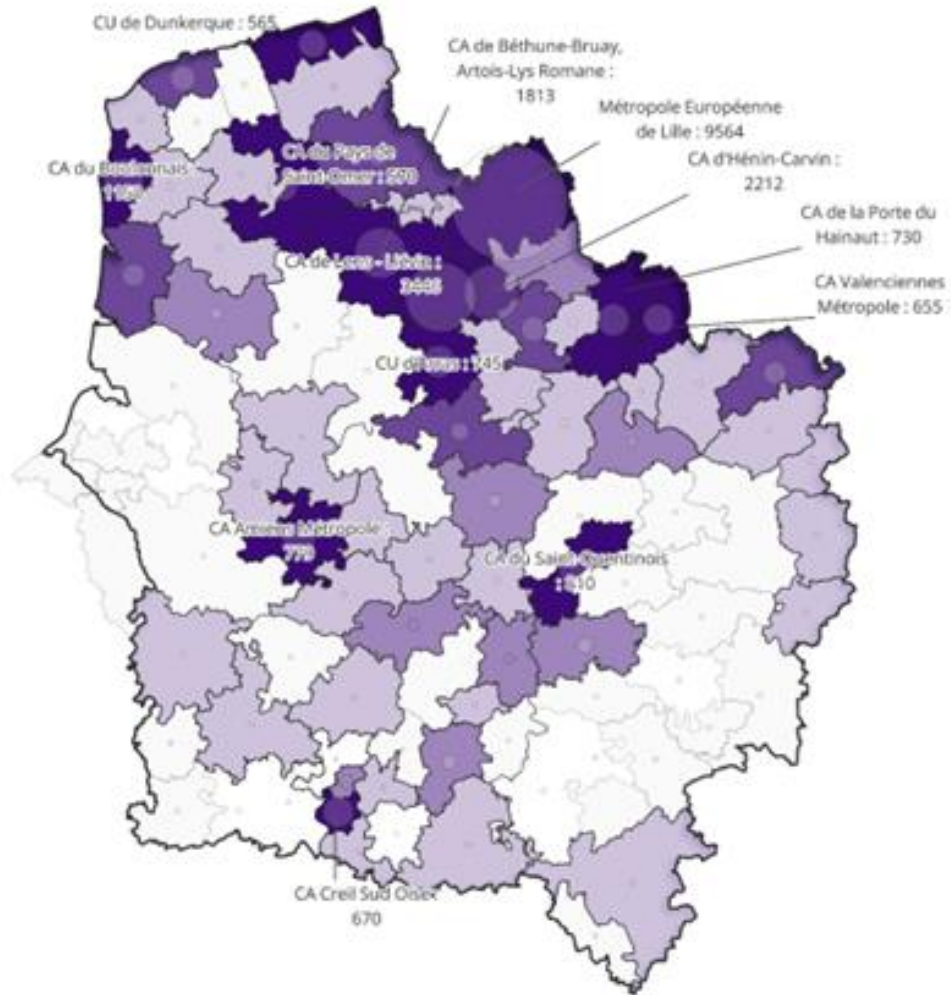 CU de Dunkerque : 565
CA de Béthune-Bruay,
Artois-Lys Romane :
1813
Métropole Européenne
de Lille : 9564
CA d'Hénin-Carvin :
2212
CA du Boulonnais
CA du Pays de
Saint-Omer : 570
CA de la Porte du
Hainaut : 730
CA de Lens - Liévin :
3446
CA Valenciennes
Métropole : 655
CU d'Arras : 745
CA Amiens Métropole :
CA du Saint-Quentinois
CA Creil Sud Oise :
670